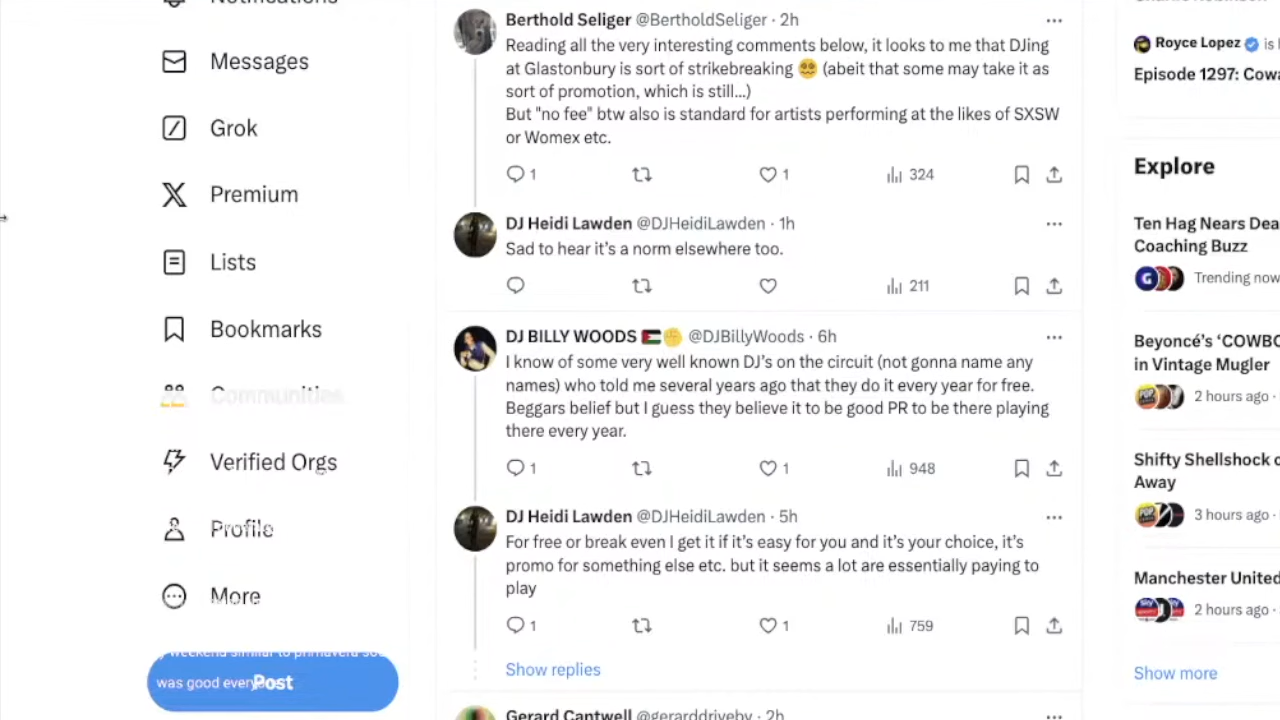 Notifications
Messages
Grok
Premium
Lists
Bookmarks
Communities
Verified Orgs
Profile
More
was good every
Post
Berthold Seliger @BertholdSeliger · 2h
Reading all the very interesting comments below, it looks to me that DJing
at Glastonbury is sort of strikebreaking 😵‍💫 (abeit that some may take it as
sort of promotion, which is still...)
But "no fee" btw also is standard for artists performing at the likes of SXSW
or Womex etc.
1
1
324
DJ Heidi Lawden @DJHeidiLawden · 1h
Sad to hear it's a norm elsewhere too.
211
DJ BILLY WOODS 🇵🇸✊ @DJBillyWoods · 6h
I know of some very well known DJ's on the circuit (not gonna name any
names) who told me several years ago that they do it every year for free.
Beggars belief but I guess they believe it to be good PR to be there playing
there every year.
1
1
948
DJ Heidi Lawden @DJHeidiLawden · 5h
For free or break even I get it if it's easy for you and it's your choice, it's
promo for something else etc. but it seems a lot are essentially paying to
play
1
1
759
Show replies
Gerard Cantwell @gerarddriveby · 2h
Royce Lopez is
Episode 1297: Cowa
Explore
Ten Hag Nears Dea
Coaching Buzz
Trending now
Beyoncé's 'COWBO
in Vintage Mugler
2 hours ago ·
Shifty Shellshock o
Away
3 hours ago ·
Manchester United
2 hours ago ·
Show more